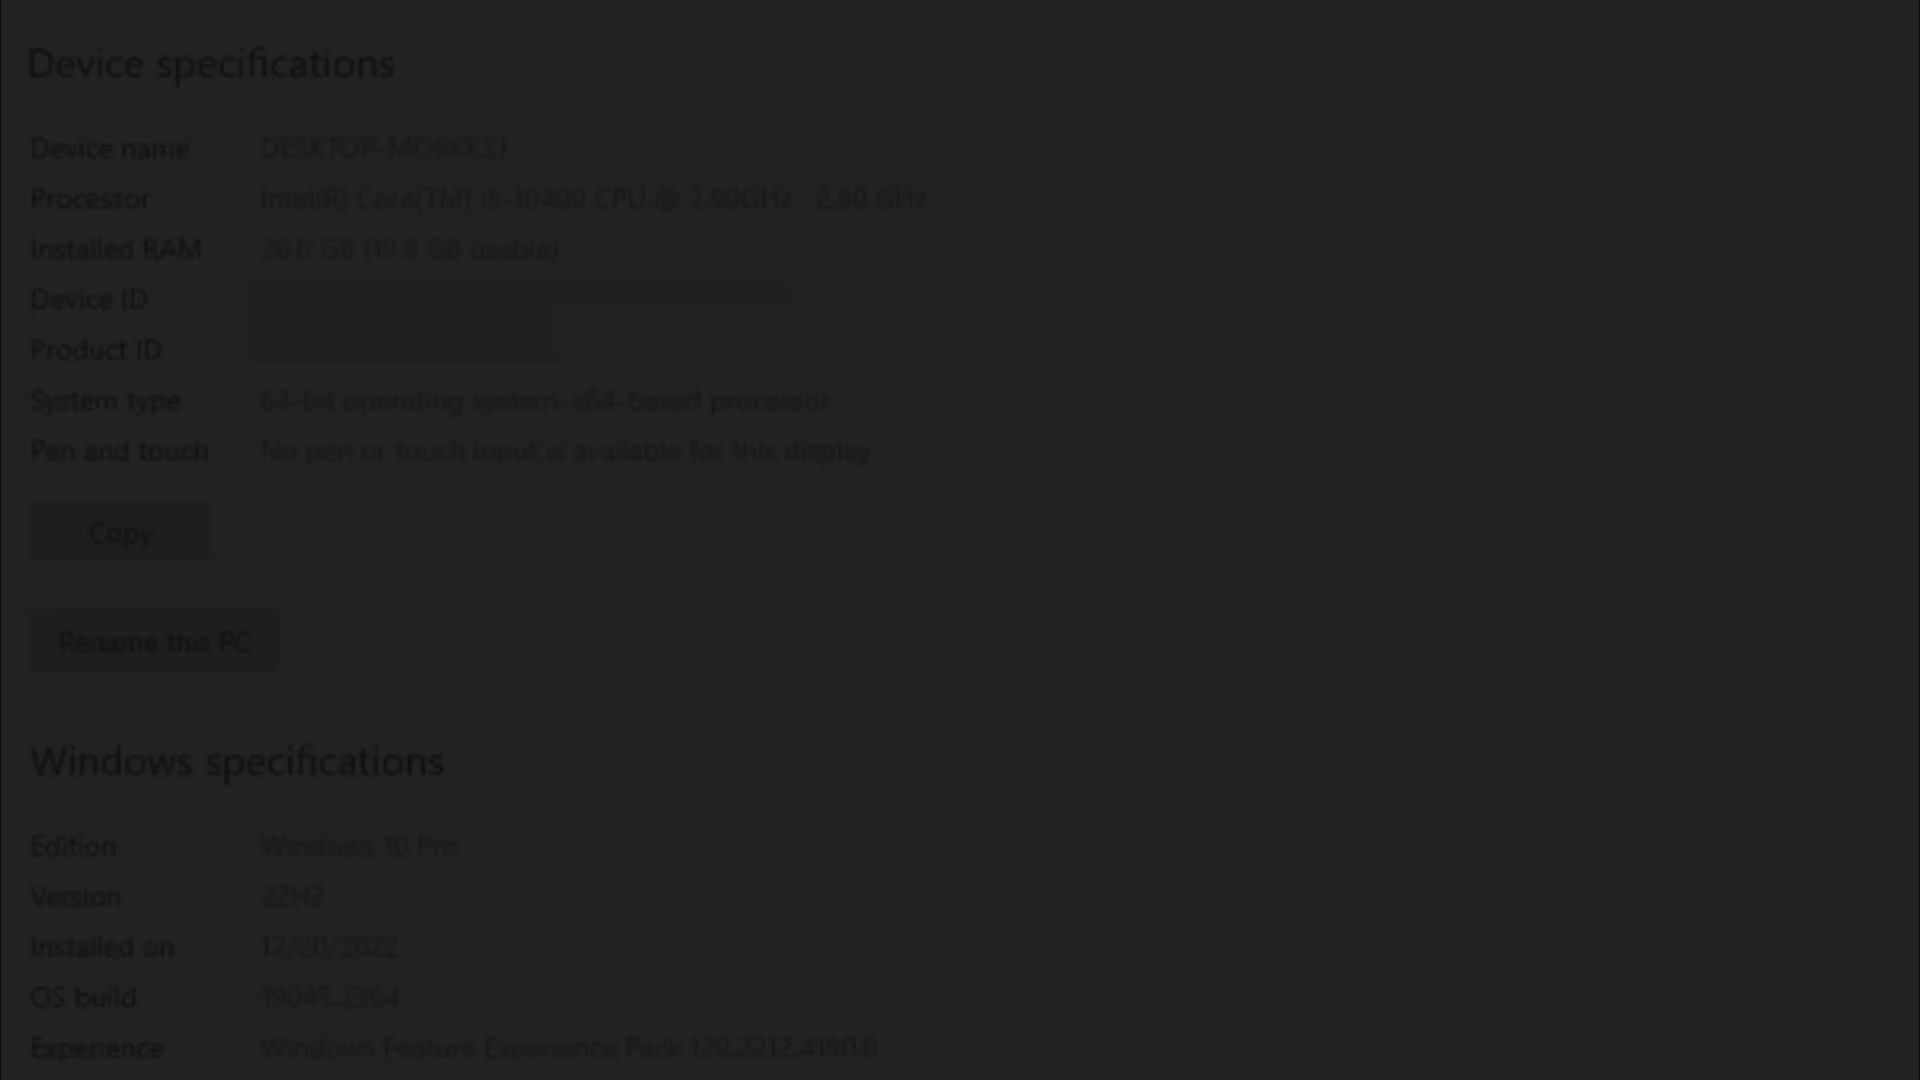 Device specifications
Device name DESKTOP-MO9KKSJ
Processor Intel(R) Core(TM) i5-10400 CPU @ 2.90GHz 2.90 GHz
Installed RAM 20.0 GB (19.9 GB usable)
Device ID
Product ID
System type 64-bit operating system, x64-based processor
Pen and touch No pen or touch input is available for this display
Copy
Rename this PC
Windows specifications
Edition Windows 10 Pro
Version 22H2
Installed on 12/20/2022
OS build 19045.2364
Experience Windows Feature Experience Pack 120.2212.4190.0